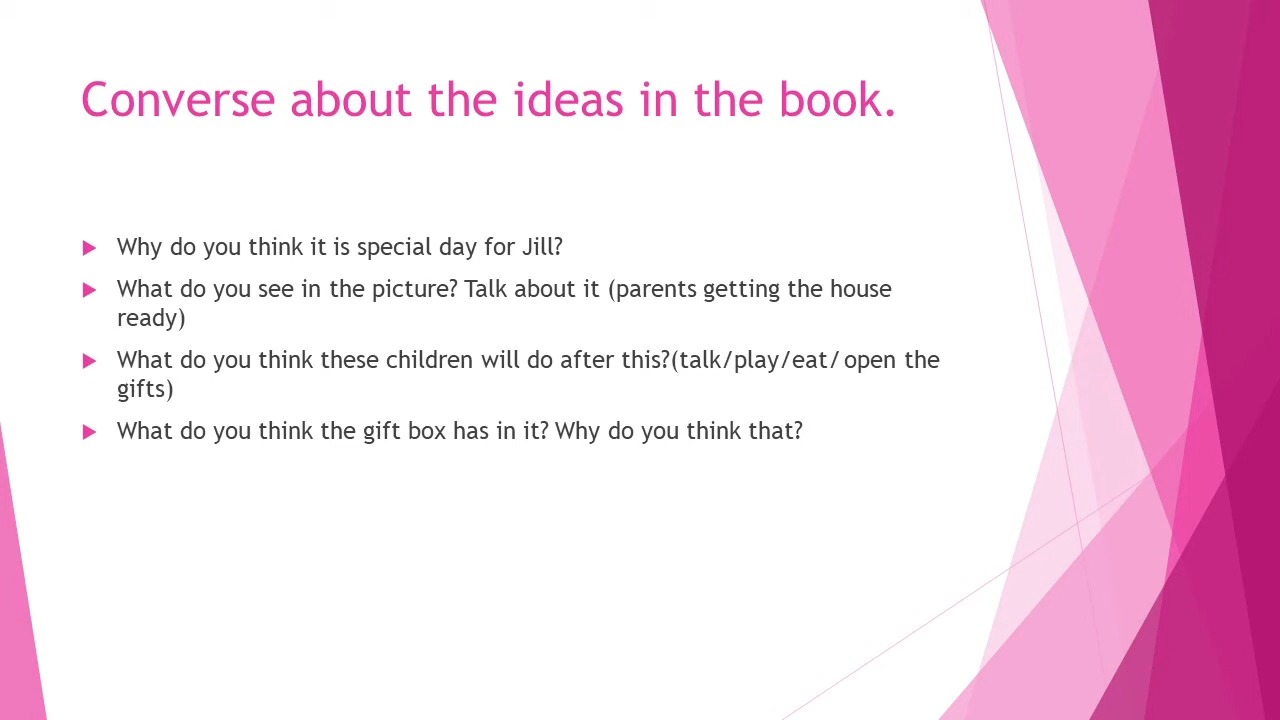 Converse about the ideas in the book.
Why do you think it is special day for Jill?
What do you see in the picture? Talk about it (parents getting the house
ready)
What do you think these children will do after this?(talk/play/eat/ open the
gifts)
What do you think the gift box has in it? Why do you think that?